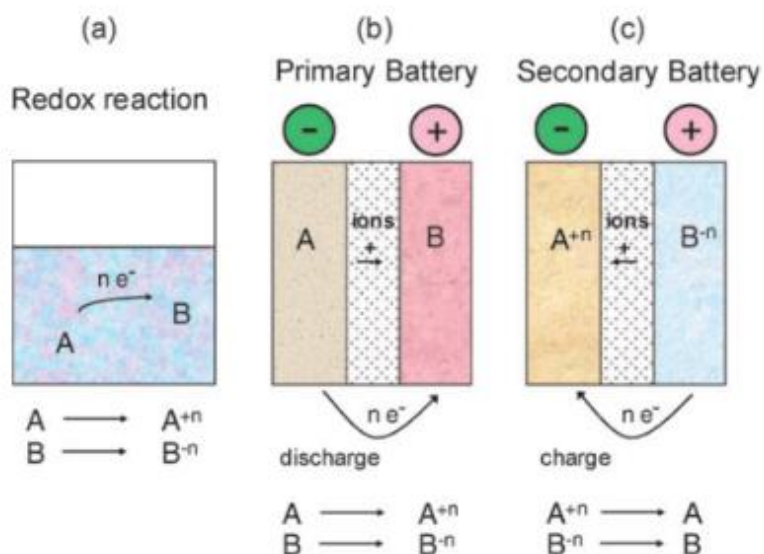 (a)
Redox reaction
n e⁻
A
B
A ⟶ A⁺ⁿ
B ⟶ B⁻ⁿ
(b)
Primary Battery
- +
ions
+
A
B
n e⁻
discharge
A ⟶ A⁺ⁿ
B ⟶ B⁻ⁿ
(c)
Secondary Battery
- +
ions
+
A⁺ⁿ
B⁻ⁿ
n e⁻
charge
A⁺ⁿ ⟶ A
B⁻ⁿ ⟶ B